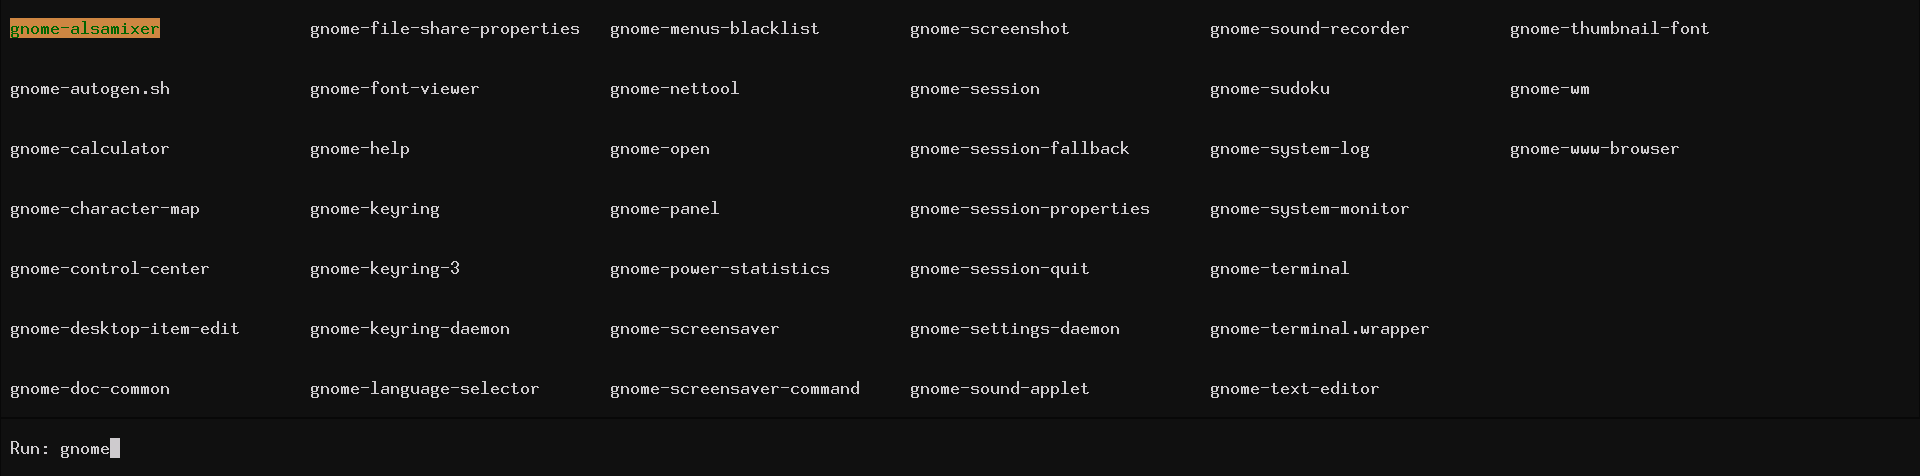 gnome-alsamixer gnome-file-share-properties gnome-menus-blacklist gnome-screenshot gnome-sound-recorder gnome-thumbnail-font
gnome-autogen.sh gnome-font-viewer gnome-nettool gnome-session gnome-sudoku gnome-wm
gnome-calculator gnome-help gnome-open gnome-session-fallback gnome-system-log gnome-www-browser
gnome-character-map gnome-keyring gnome-panel gnome-session-properties gnome-system-monitor
gnome-control-center gnome-keyring-3 gnome-power-statistics gnome-session-quit gnome-terminal
gnome-desktop-item-edit gnome-keyring-daemon gnome-screensaver gnome-settings-daemon gnome-terminal.wrapper
gnome-doc-common gnome-language-selector gnome-screensaver-command gnome-sound-applet gnome-text-editor
Run: gnome